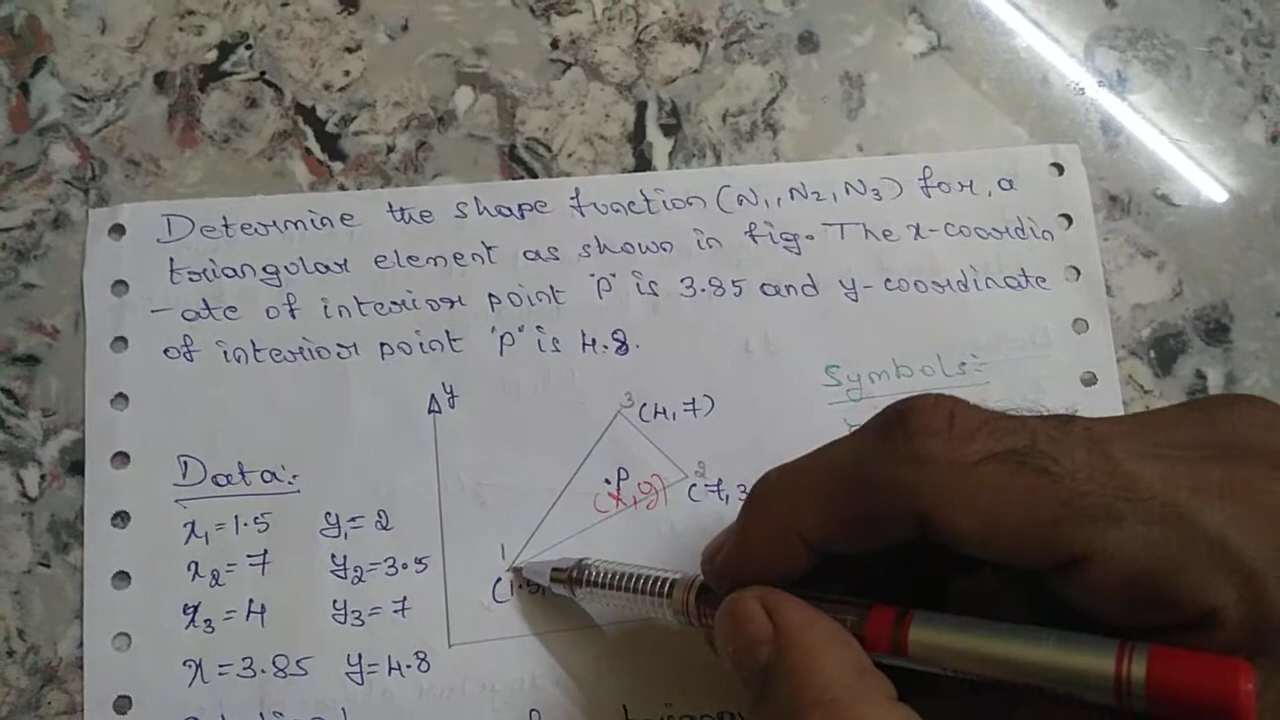 Determine the shape function (N1, N2, N3) for, a
triangular element as shown in fig. The x-coordin
-ate of interior point "P" is 3.85 and y-coordinate
of interior point "P" is 4.8.
Symbols:-
y
3 (4,7)
Data:-
P
2
(x,y)
(7,3
x1=1.5 y1=2
1
x2=7 y2=3.5
(1.5,
x3=4 y3=7
x=3.85 y=4.8